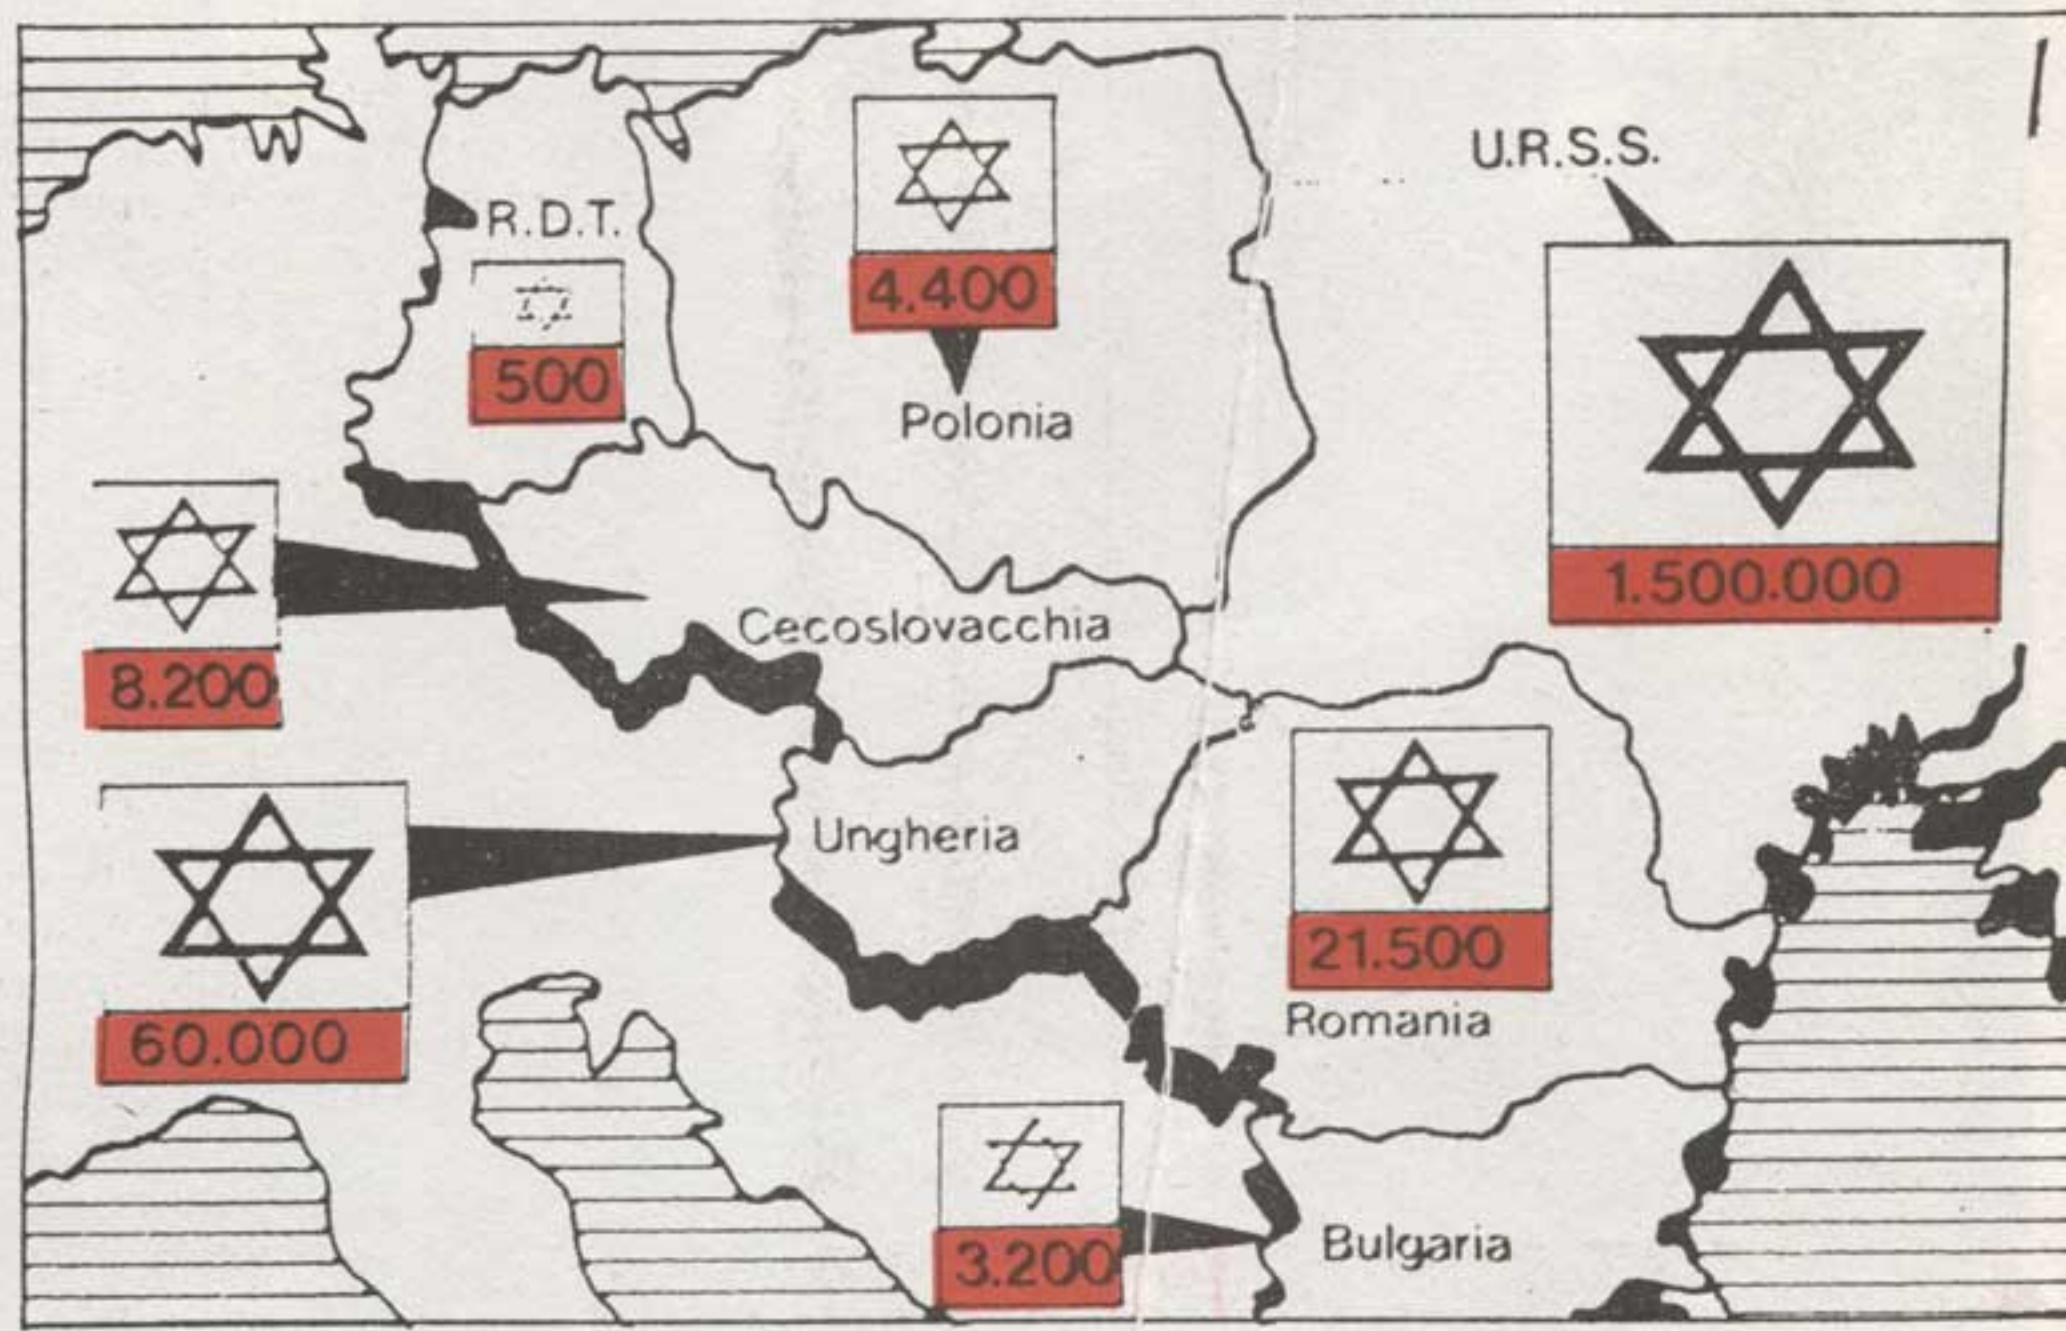 U.R.S.S.
R.D.T.
4.400
500
Polonia
1.500.000
8.200
Cecoslovacchia
Ungheria
60.000
21.500
Romania
3.200
Bulgaria